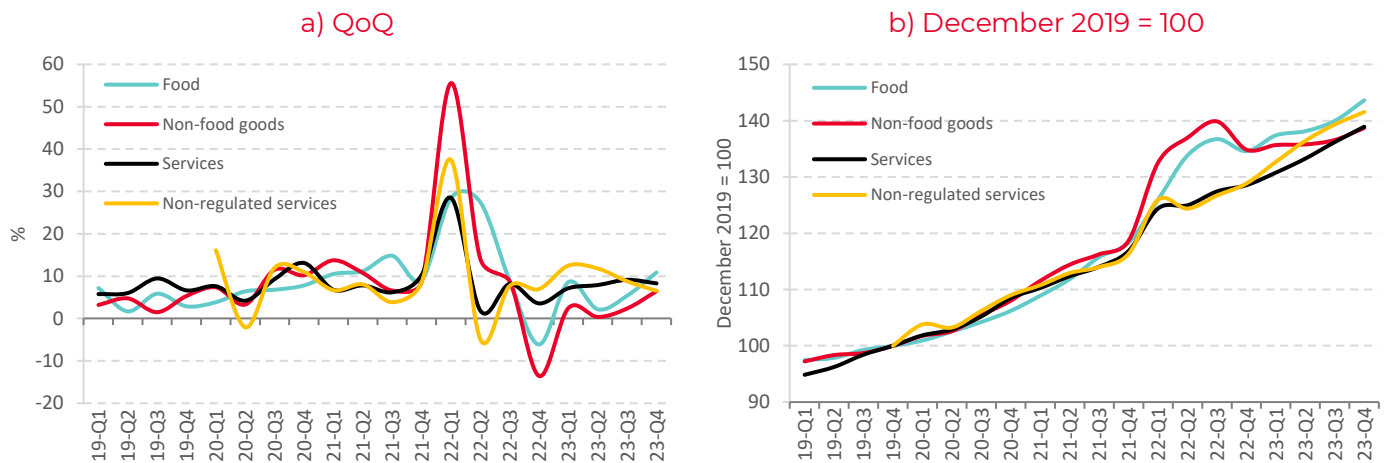 a) QoQ
60
50
40
30
20
10
0
-10
-20
%
Food
Non-food goods
Services
Non-regulated services
19-Q1
19-Q2
19-Q3
19-Q4
20-Q1
20-Q2
20-Q3
20-Q4
21-Q1
21-Q2
21-Q3
21-Q4
22-Q1
22-Q2
22-Q3
22-Q4
23-Q1
23-Q2
23-Q3
23-Q4
b) December 2019 = 100
150
140
130
120
110
100
90
December 2019 = 100
Food
Non-food goods
Services
Non-regulated services
19-Q1
19-Q2
19-Q3
19-Q4
20-Q1
20-Q2
20-Q3
20-Q4
21-Q1
21-Q2
21-Q3
21-Q4
22-Q1
22-Q2
22-Q3
22-Q4
23-Q1
23-Q2
23-Q3
23-Q4